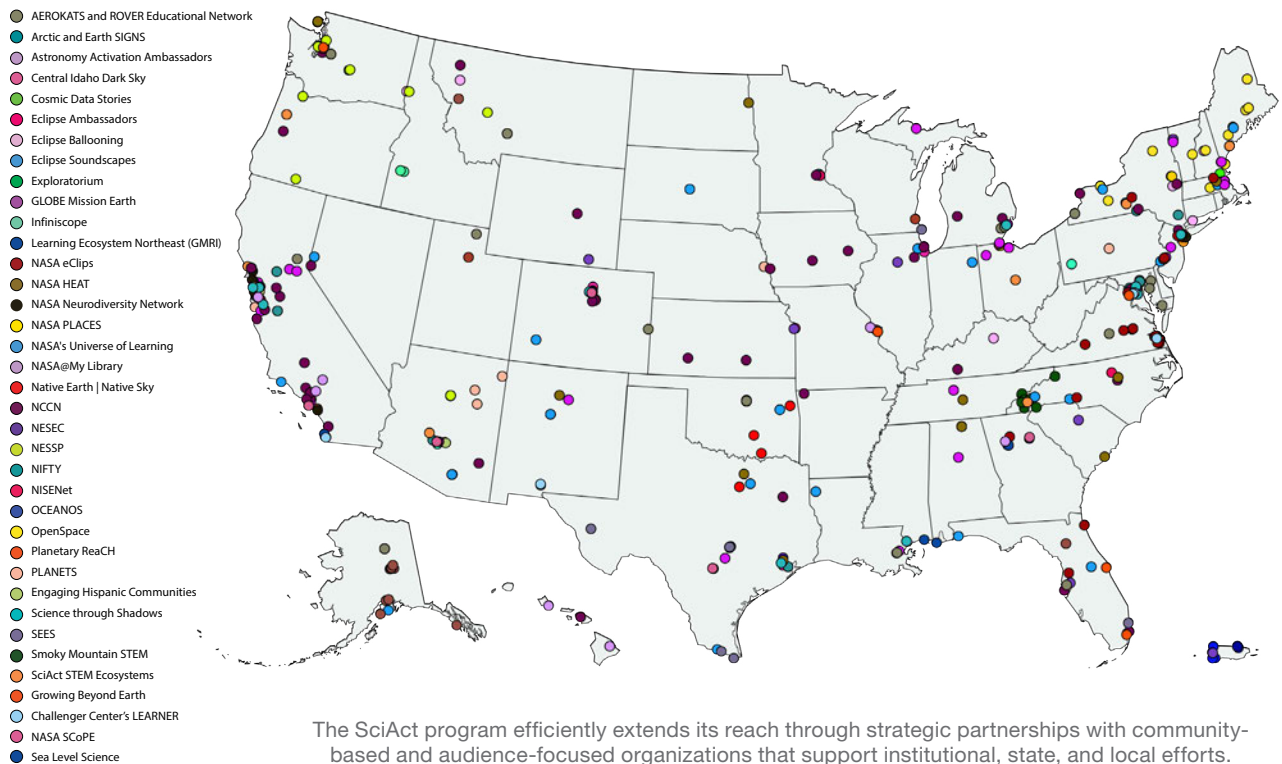 AEROKATS and ROVER Educational Network
Arctic and Earth SIGNS
Astronomy Activation Ambassadors
Central Idaho Dark Sky
Cosmic Data Stories
Eclipse Ambassadors
Eclipse Ballooning
Eclipse Soundscapes
Exploratorium
GLOBE Mission Earth
Infiniscope
Learning Ecosystem Northeast (GMRI)
NASA eClips
NASA HEAT
NASA Neurodiversity Network
NASA PLACES
NASA's Universe of Learning
NASA@My Library
Native Earth | Native Sky
NCCN
NESEC
NESSP
NIFTY
NISENet
OCEANOS
OpenSpace
Planetary ReaCH
PLANETS
Engaging Hispanic Communities
Science through Shadows
SEES
Smoky Mountain STEM
SciAct STEM Ecosystems
Growing Beyond Earth
Challenger Center's LEARNER
NASA SCoPE
Sea Level Science
The SciAct program efficiently extends its reach through strategic partnerships with community-
based and audience-focused organizations that support institutional, state, and local efforts.